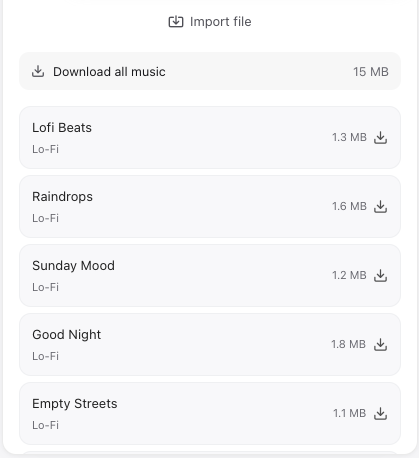 Import file
Download all music 15 MB
Lofi Beats
Lo-Fi
1.3 MB
Raindrops
Lo-Fi
1.6 MB
Sunday Mood
Lo-Fi
1.2 MB
Good Night
Lo-Fi
1.8 MB
Empty Streets
Lo-Fi
1.1 MB